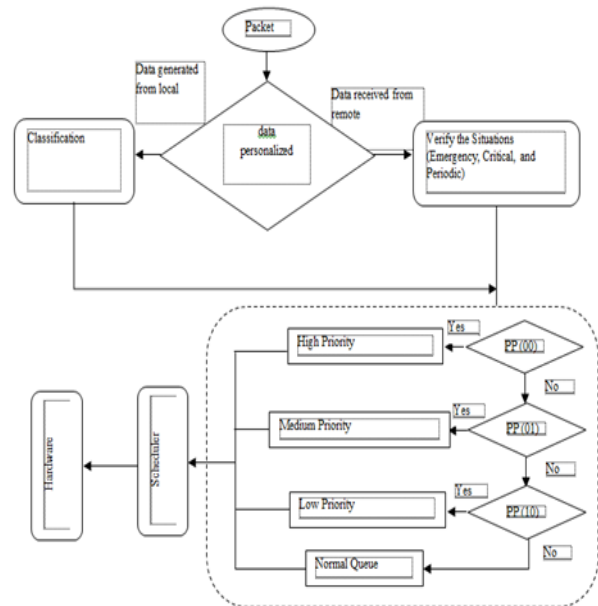 Packet
Data generated
from local
Data received from
remote
Classification
data
personalized
Verify the Situations
(Emergency, Critical, and
Periodic)
High Priority
Yes
PP (00)
No
Medium Priority
Yes
PP (01)
No
Low Priority
Yes
PP (10)
No
Normal Queue
Scheduler
Hardware